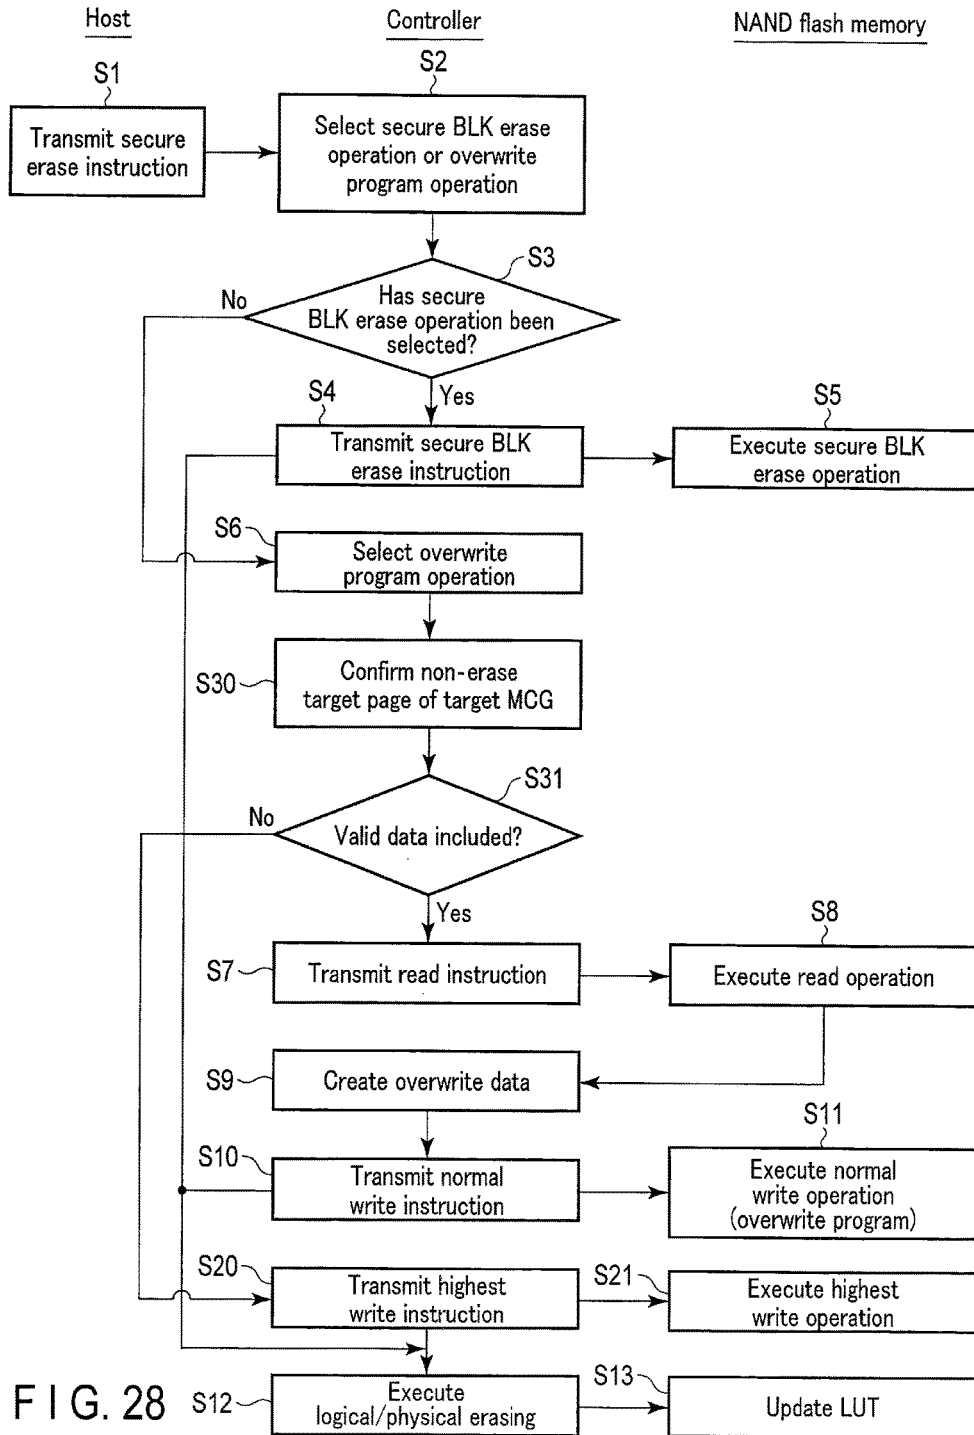 Host
Controller
NAND flash memory
S1
S2
Transmit secure
erase instruction
Select secure BLK erase
operation or overwrite
program operation
S3
No
Has secure
BLK erase operation been
selected?
Yes
S4
S5
Transmit secure BLK
erase instruction
Execute secure BLK
erase operation
S6
Select overwrite
program operation
S30
Confirm non-erase
target page of target MCG
S31
No
Valid data included?
Yes
S8
S7
Transmit read instruction
Execute read operation
S9
Create overwrite data
S11
S10
Transmit normal
write instruction
Execute normal
write operation
(overwrite program)
S20
Transmit highest
write instruction
S21
Execute highest
write operation
S13
S12
Execute
logical/physical erasing
Update LUT
FIG. 28